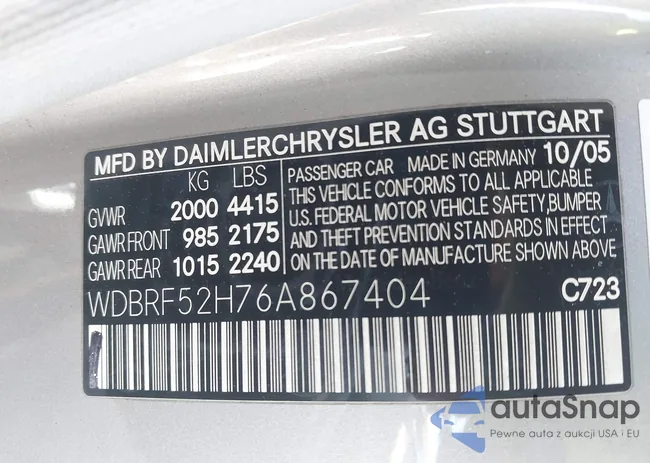 MFD BY DAIMLERCHRYSLER AG STUTTGART
KG LBS
GVWR 2000 4415
GAWR FRONT 985 2175
GAWR REAR 1015 2240
PASSENGER CAR MADE IN GERMANY 10/05
THIS VEHICLE CONFORMS TO ALL APPLICABLE
U.S. FEDERAL MOTOR VEHICLE SAFETY,BUMPER
AND THEFT PREVENTION STANDARDS IN EFFECT
ON THE DATE OF MANUFACTURE SHOWN ABOVE
WDBRF52H76A867404 C723
autaSnap
Pewne auta z aukcji USA i EU